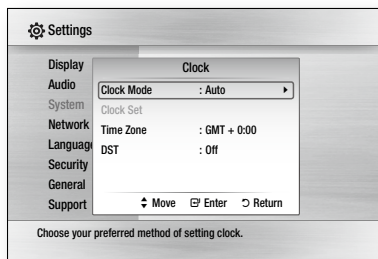 Settings
Display
Audio
System
Network
Language
Security
General
Support
Clock
Clock Mode : Auto
Clock Set
Time Zone : GMT + 0:00
DST : Off
Move Enter Return
Choose your preferred method of setting clock.